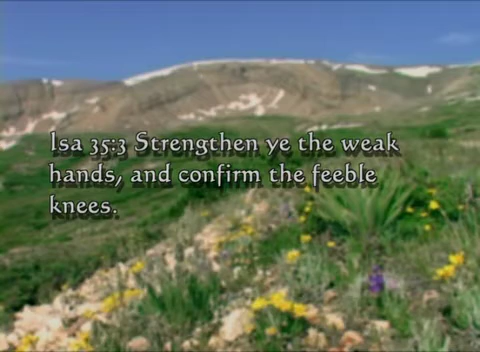 Isa 35:3 Strengthen ye the weak
hands, and confirm the feeble
knees.